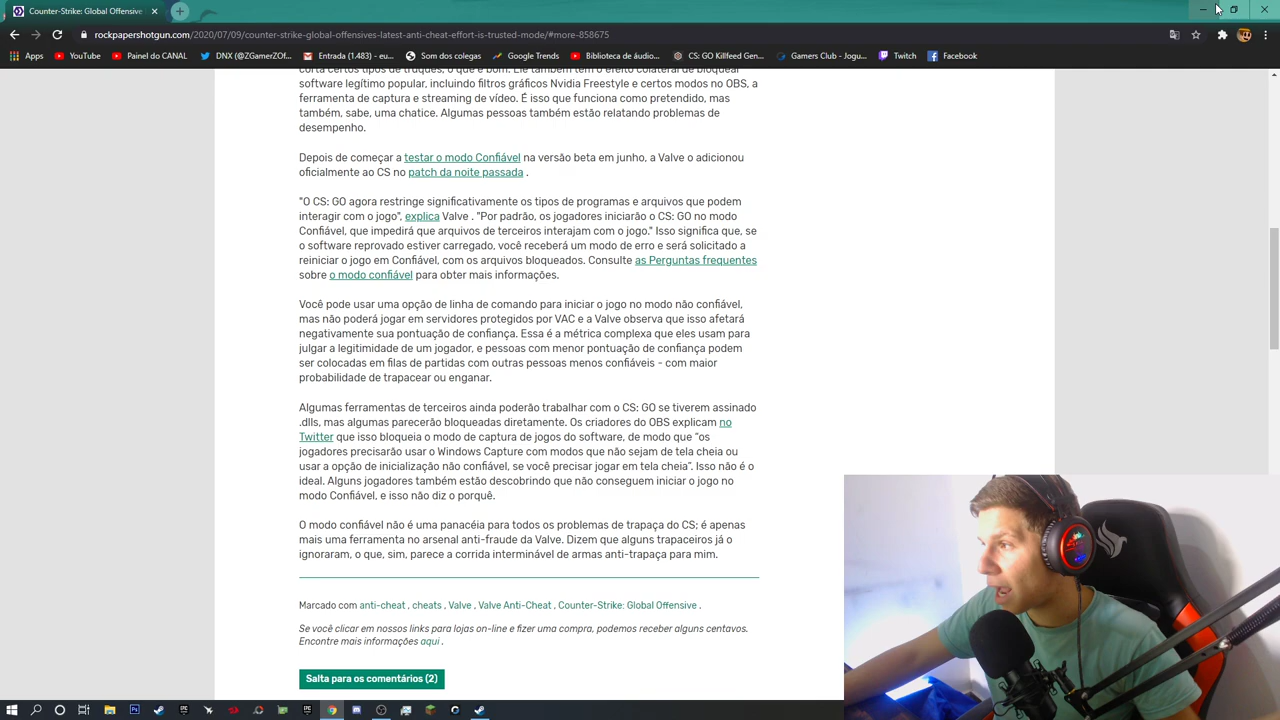 Counter-Strike: Global Offensive's
rockpapershotgun.com/2020/07/09/counter-strike-global-offensives-latest-anti-cheat-effort-is-trusted-mode/#more-858675
Apps YouTube Painel do CANAL DNX (@ZGamerZOf... Entrada (1.483) - eu... Som dos colegas Google Trends Biblioteca de áudio... CS: GO Killfeed Gen... Gamers Club - Jogu... Twitch Facebook
corta certos tipos de truques, o que é bom. Ele também tem o efeito colateral de bloquear
software legítimo popular, incluindo filtros gráficos Nvidia Freestyle e certos modos no OBS, a
ferramenta de captura e streaming de vídeo. É isso que funciona como pretendido, mas
também, sabe, uma chatice. Algumas pessoas também estão relatando problemas de
desempenho.
Depois de começar a testar o modo Confiável na versão beta em junho, a Valve o adicionou
oficialmente ao CS no patch da noite passada .
"O CS: GO agora restringe significativamente os tipos de programas e arquivos que podem
interagir com o jogo", explica Valve . "Por padrão, os jogadores iniciarão o CS: GO no modo
Confiável, que impedirá que arquivos de terceiros interajam com o jogo." Isso significa que, se
o software reprovado estiver carregado, você receberá um modo de erro e será solicitado a
reiniciar o jogo em Confiável, com os arquivos bloqueados. Consulte as Perguntas frequentes
sobre o modo confiável para obter mais informações.
Você pode usar uma opção de linha de comando para iniciar o jogo no modo não confiável,
mas não poderá jogar em servidores protegidos por VAC e a Valve observa que isso afetará
negativamente sua pontuação de confiança. Essa é a métrica complexa que eles usam para
julgar a legitimidade de um jogador, e pessoas com menor pontuação de confiança podem
ser colocadas em filas de partidas com outras pessoas menos confiáveis - com maior
probabilidade de trapacear ou enganar.
Algumas ferramentas de terceiros ainda poderão trabalhar com o CS: GO se tiverem assinado
.dlls, mas algumas parecerão bloqueadas diretamente. Os criadores do OBS explicam no
Twitter que isso bloqueia o modo de captura de jogos do software, de modo que "os
jogadores precisarão usar o Windows Capture com modos que não sejam de tela cheia ou
usar a opção de inicialização não confiável, se você precisar jogar em tela cheia". Isso não é o
ideal. Alguns jogadores também estão descobrindo que não conseguem iniciar o jogo no
modo Confiável, e isso não diz o porquê.
O modo confiável não é uma panacéia para todos os problemas de trapaça do CS; é apenas
mais uma ferramenta no arsenal anti-fraude da Valve. Dizem que alguns trapaceiros já o
ignoraram, o que, sim, parece a corrida interminável de armas anti-trapaça para mim.
Marcado com anti-cheat , cheats , Valve , Valve Anti-Cheat , Counter-Strike: Global Offensive .
Se você clicar em nossos links para lojas on-line e fizer uma compra, podemos receber alguns centavos.
Encontre mais informações aqui .
Salta para os comentários (2)